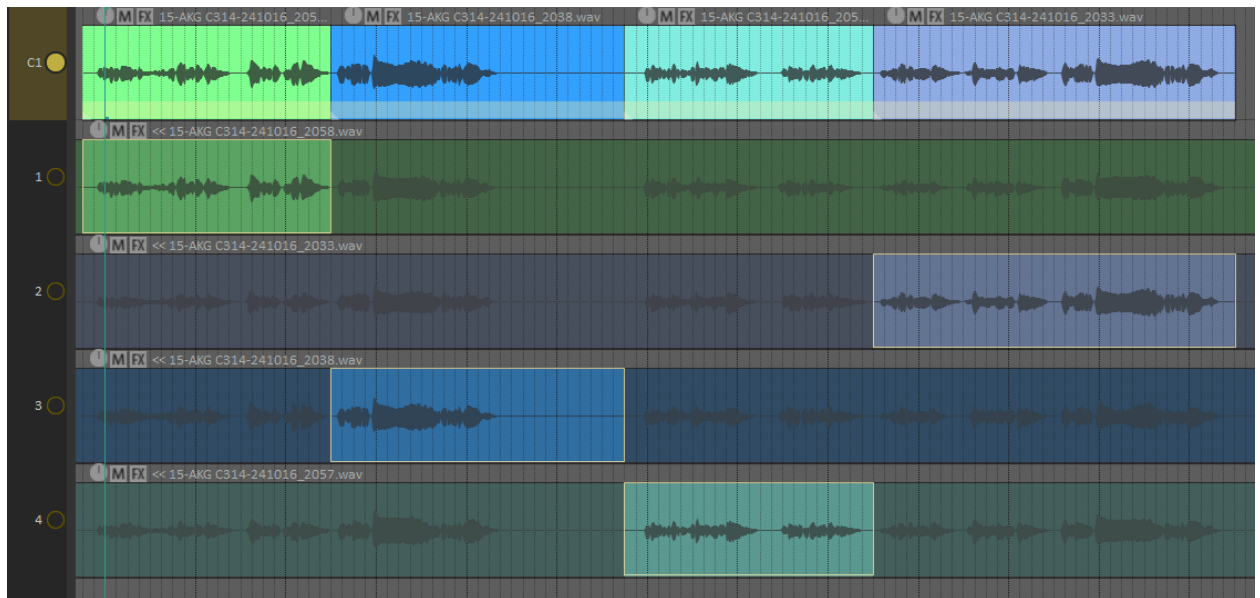 M FX 15-AKG C314-241016_205... M FX 15-AKG C314-241016_2038.wav M FX 15-AKG C314-241016_205... M FX 15-AKG C314-241016_2033.wav
C1
M FX << 15-AKG C314-241016_2058.wav
1
M FX << 15-AKG C314-241016_2033.wav
2
M FX << 15-AKG C314-241016_2038.wav
3
M FX << 15-AKG C314-241016_2057.wav
4